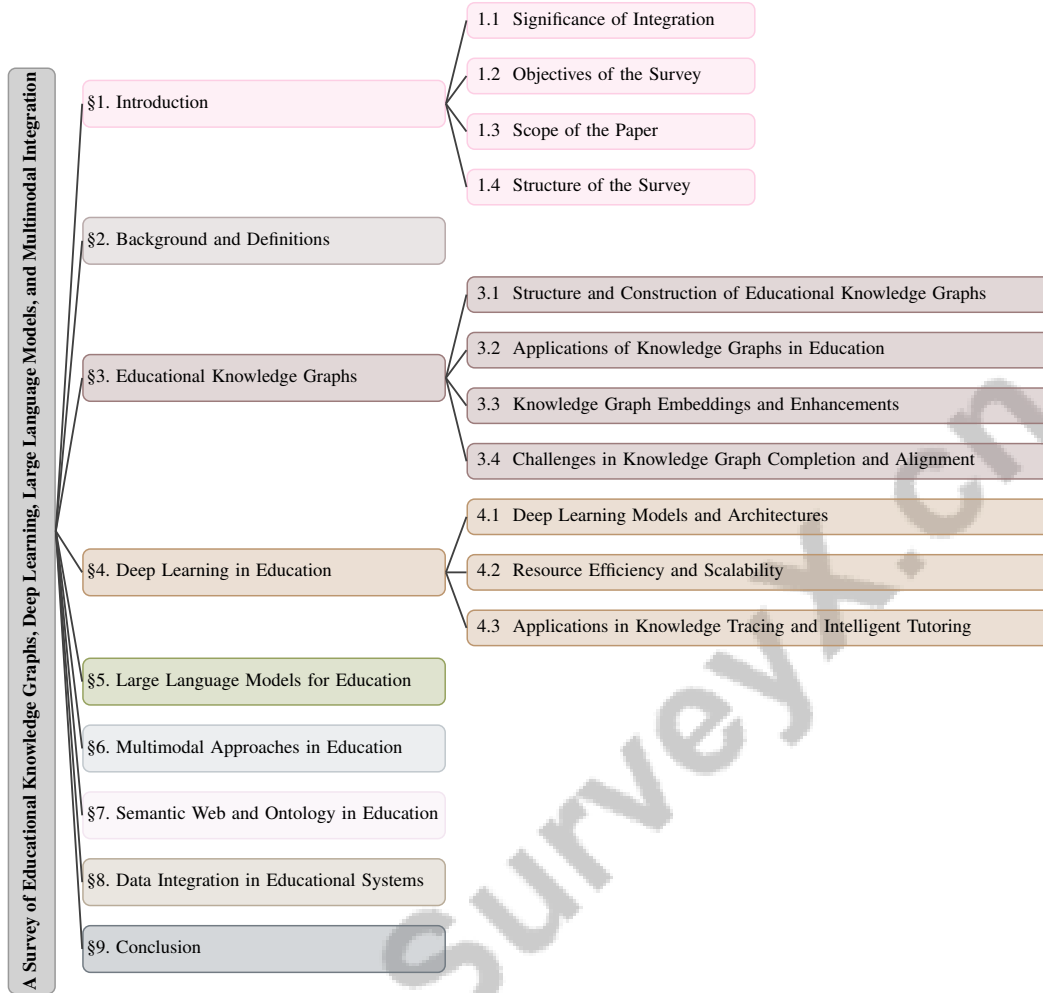 A Survey of Educational Knowledge Graphs, Deep Learning, Large Language Models, and Multimodal Integration
§1. Introduction
1.1 Significance of Integration
1.2 Objectives of the Survey
1.3 Scope of the Paper
1.4 Structure of the Survey
§2. Background and Definitions
§3. Educational Knowledge Graphs
3.1 Structure and Construction of Educational Knowledge Graphs
3.2 Applications of Knowledge Graphs in Education
3.3 Knowledge Graph Embeddings and Enhancements
3.4 Challenges in Knowledge Graph Completion and Alignment
§4. Deep Learning in Education
4.1 Deep Learning Models and Architectures
4.2 Resource Efficiency and Scalability
4.3 Applications in Knowledge Tracing and Intelligent Tutoring
§5. Large Language Models for Education
§6. Multimodal Approaches in Education
§7. Semantic Web and Ontology in Education
§8. Data Integration in Educational Systems
§9. Conclusion
Surveyx.cn